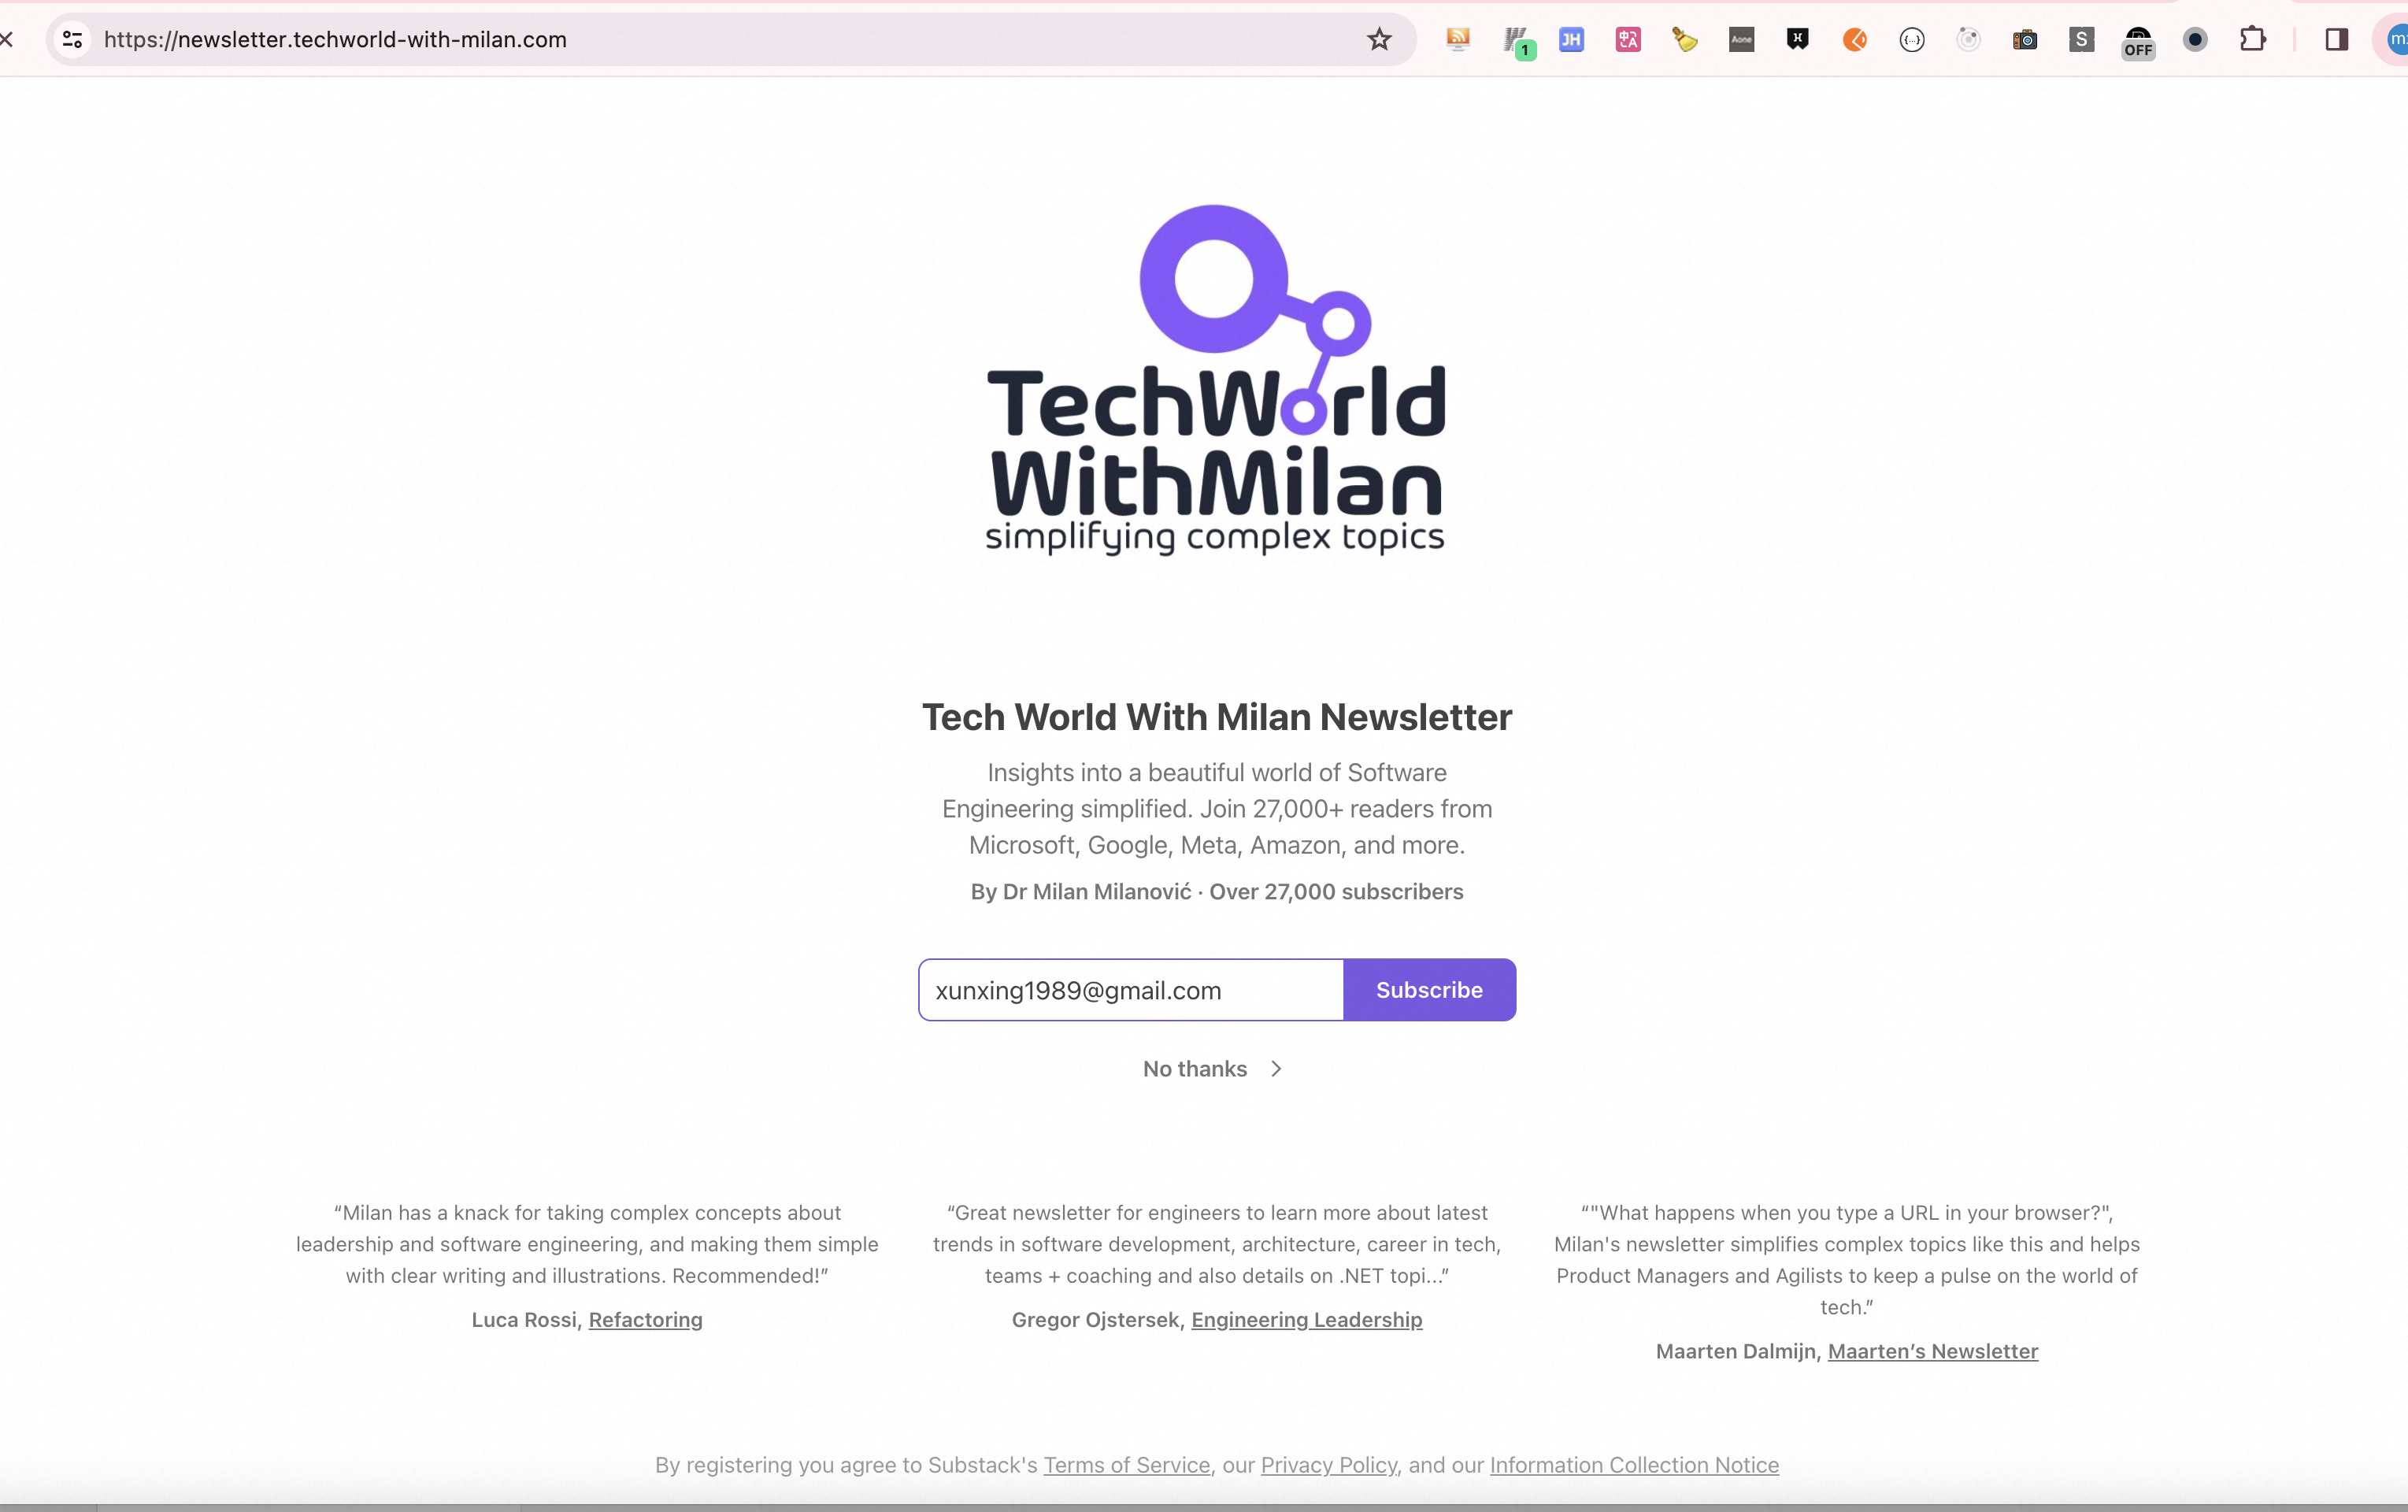 https://newsletter.techworld-with-milan.com
1
JH
Aone
S
OFF
TechWorld
WithMilan
simplifying complex topics
Tech World With Milan Newsletter
Insights into a beautiful world of Software
Engineering simplified. Join 27,000+ readers from
Microsoft, Google, Meta, Amazon, and more.
By Dr Milan Milanović · Over 27,000 subscribers
xunxing1989@gmail.com
Subscribe
No thanks
“Milan has a knack for taking complex concepts about
leadership and software engineering, and making them simple
with clear writing and illustrations. Recommended!”
Luca Rossi, Refactoring
“Great newsletter for engineers to learn more about latest
trends in software development, architecture, career in tech,
teams + coaching and also details on .NET topi...”
Gregor Ojstersek, Engineering Leadership
“"What happens when you type a URL in your browser?",
Milan's newsletter simplifies complex topics like this and helps
Product Managers and Agilists to keep a pulse on the world of
tech.”
Maarten Dalmijn, Maarten’s Newsletter
By registering you agree to Substack's Terms of Service, our Privacy Policy, and our Information Collection Notice